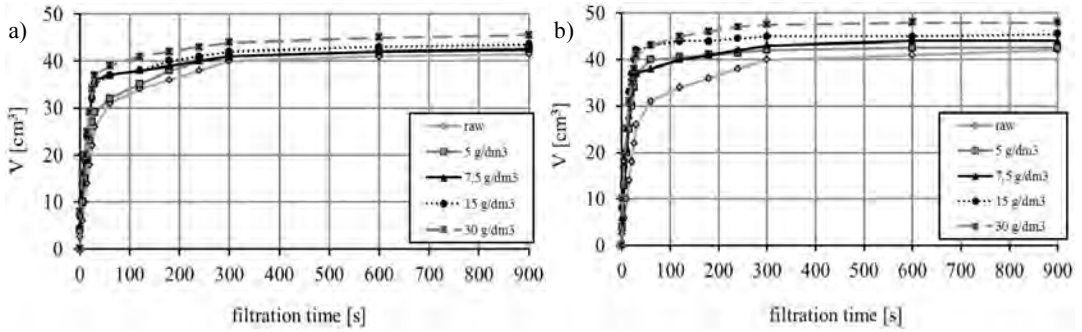 a)
V [cm³]
50
40
30
20
10
0
0 100 200 300 400 500 600 700 800 900
filtration time [s]
raw
5 g/dm3
7,5 g/dm3
15 g/dm3
30 g/dm3
b)
V [cm³]
50
40
30
20
10
0
0 100 200 300 400 500 600 700 800 900
filtration time [s]
raw
5 g/dm3
7,5 g/dm3
15 g/dm3
30 g/dm3